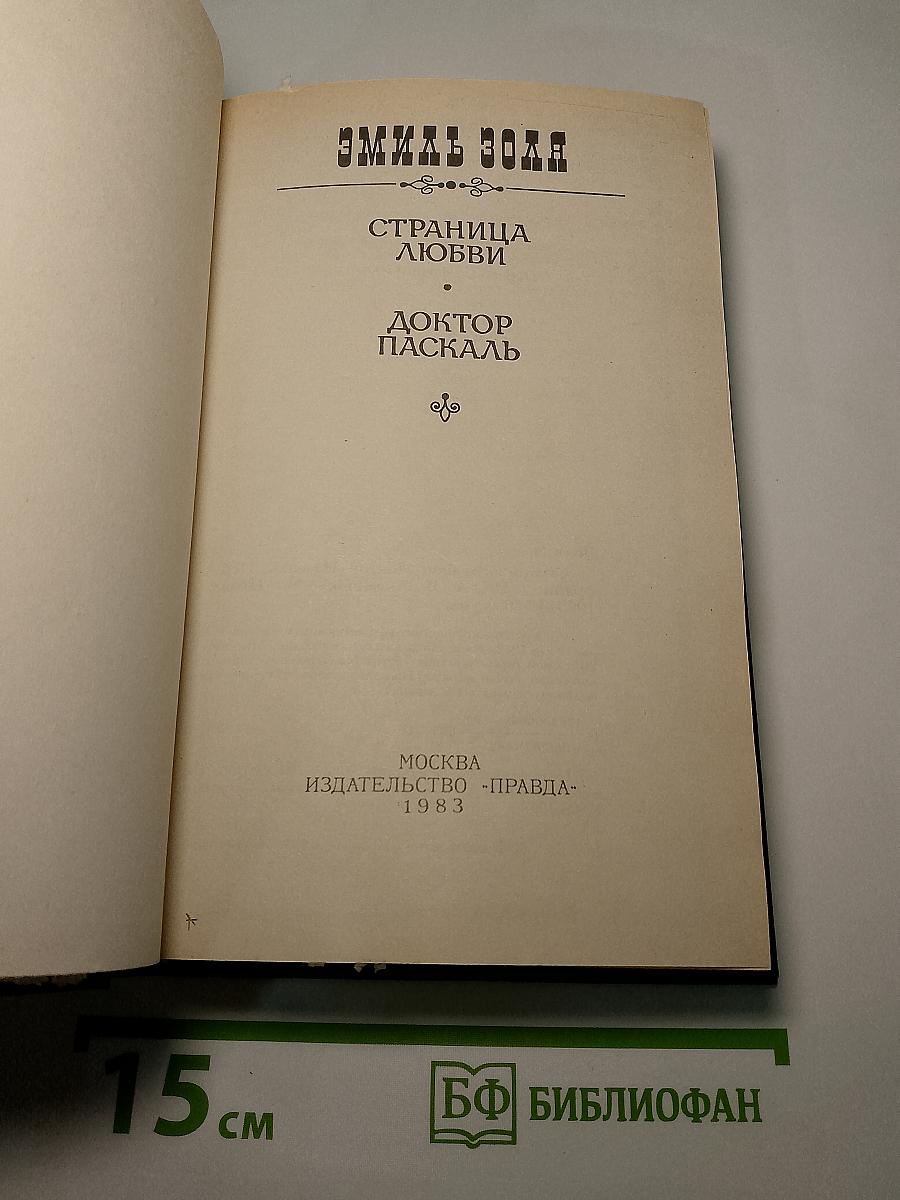 ЭМИЛЬ ЗОЛЯ
СТРАНИЦА
ЛЮБВИ
ДОКТОР
ПАСКАЛЬ
МОСКВА
ИЗДАТЕЛЬСТВО «ПРАВДА»
1983
15 см
БФ БИБЛИОФАН